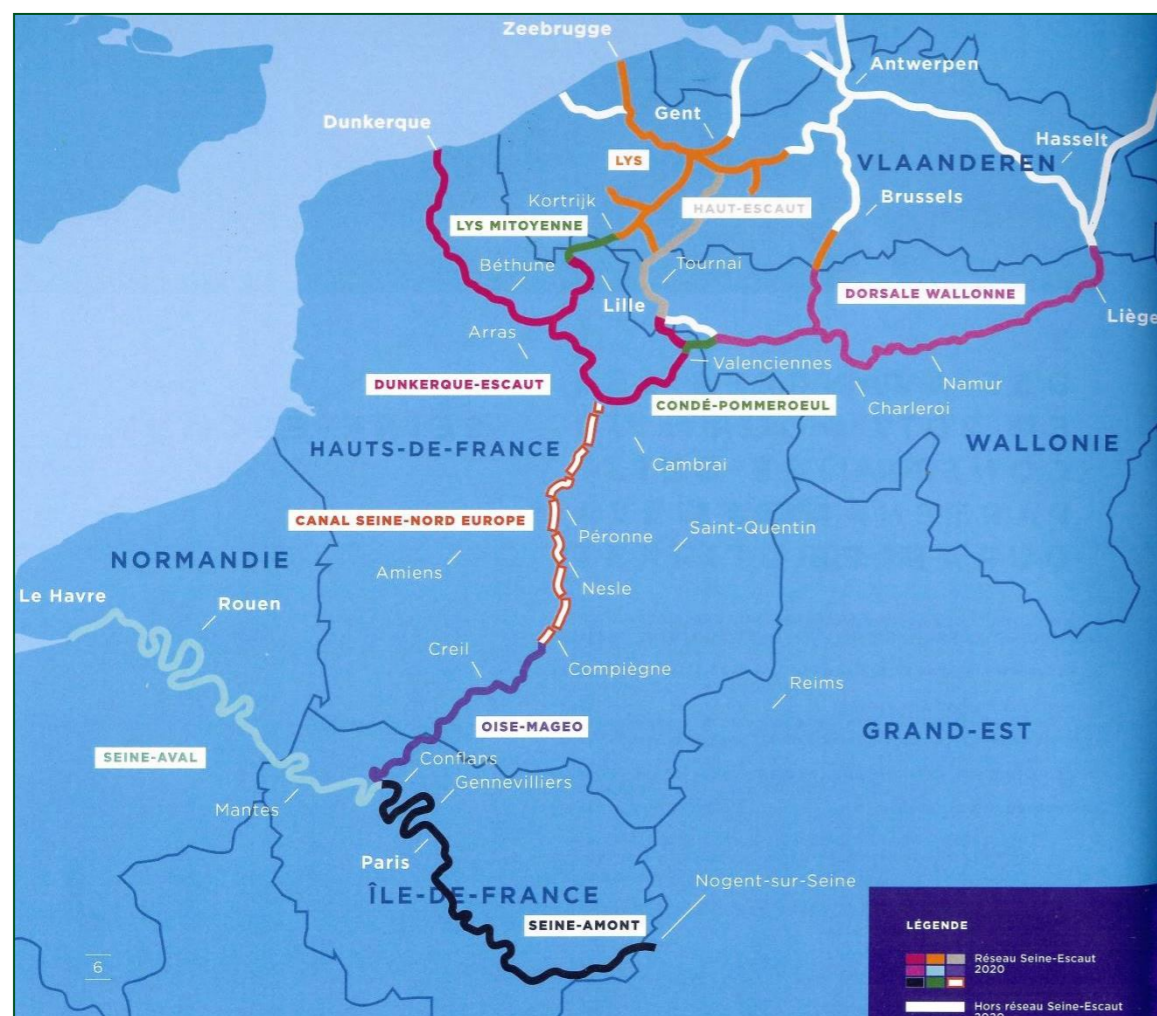 Zeebrugge
Antwerpen
Gent
Dunkerque
Hasselt
LYS
VLAANDEREN
Kortrijk
HAUT-ESCAUT
Brussels
LYS MITOYENNE
Béthune
Tournai
DORSALE WALLONNE
Lille
Liège
Arras
Valenciennes
DUNKERQUE-ESCAUT
Namur
CONDÉ-POMMEROEUL
Charleroi
HAUTS-DE-FRANCE
WALLONIE
Cambrai
CANAL SEINE-NORD EUROPE
Péronne
Saint-Quentin
NORMANDIE
Amiens
Nesle
Le Havre
Rouen
Creil
Compiègne
Reims
OISE-MAGEO
GRAND-EST
SEINE-AVAL
Conflans
Gennevilliers
Mantes
Paris
Nogent-sur-Seine
ÎLE-DE-FRANCE
SEINE-AMONT
LÉGENDE
6
Réseau Seine-Escaut
2020
Hors réseau Seine-Escaut
2020